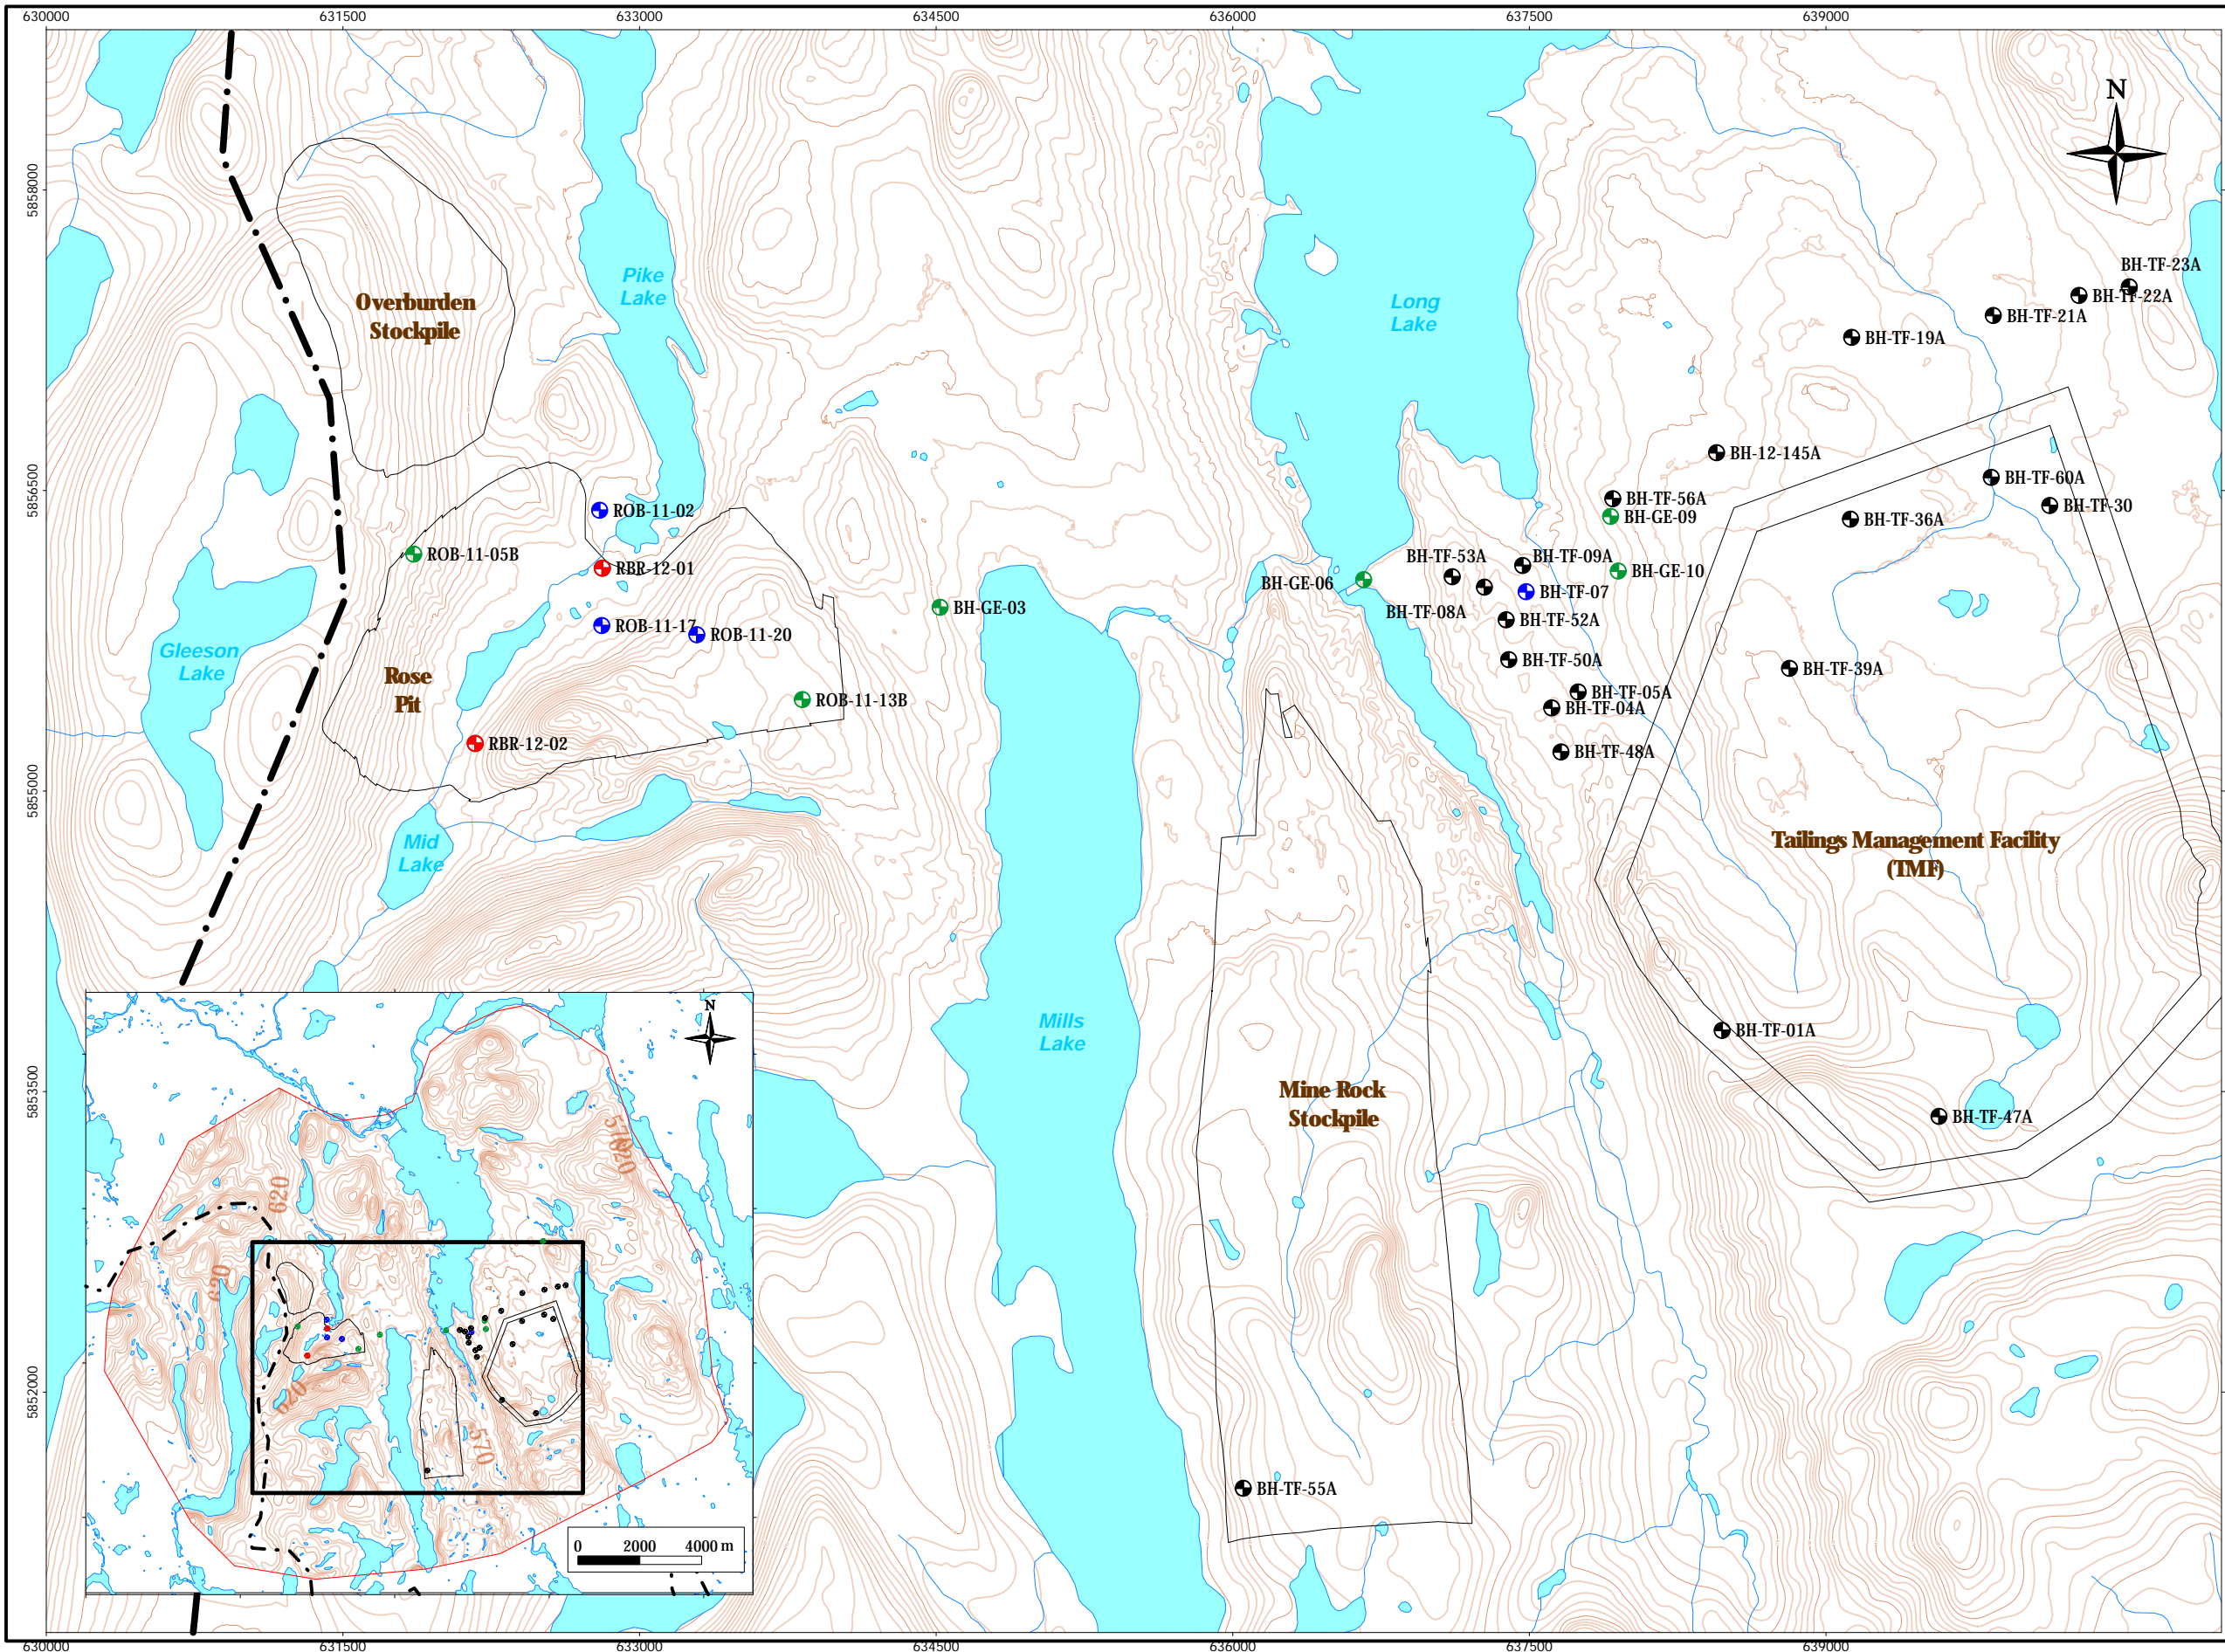 630000 631500 633000 634500 636000 637500 639000
N
5858000
5856500
5855000
5853500
5852000
BH-TF-23A
BH-TF-22A
BH-TF-21A
BH-TF-19A
Pike
Lake
Long
Lake
Overburden
Stockpile
BH-12-145A
BH-TF-60A
BH-TF-56A
BH-TF-30
ROB-11-02
BH-GE-09
BH-TF-36A
ROB-11-05B
BH-TF-53A
BH-TF-09A
RBR-12-01
BH-GE-10
BH-GE-06
BH-TF-07
BH-GE-03
BH-TF-08A
BH-TF-52A
ROB-11-17
ROB-11-20
Gleeson
Lake
BH-TF-50A
BH-TF-39A
Rose
Pit
BH-TF-05A
ROB-11-13B
BH-TF-04A
RBR-12-02
BH-TF-48A
Mid
Lake
Tailings Management Facility
(TMF)
Mills
Lake
BH-TF-01A
Mine Rock
Stockpile
BH-TF-47A
BH-TF-55A
N
620
620
620
570
0 2000 4000 m
630000 631500 633000 634500 636000 637500 639000